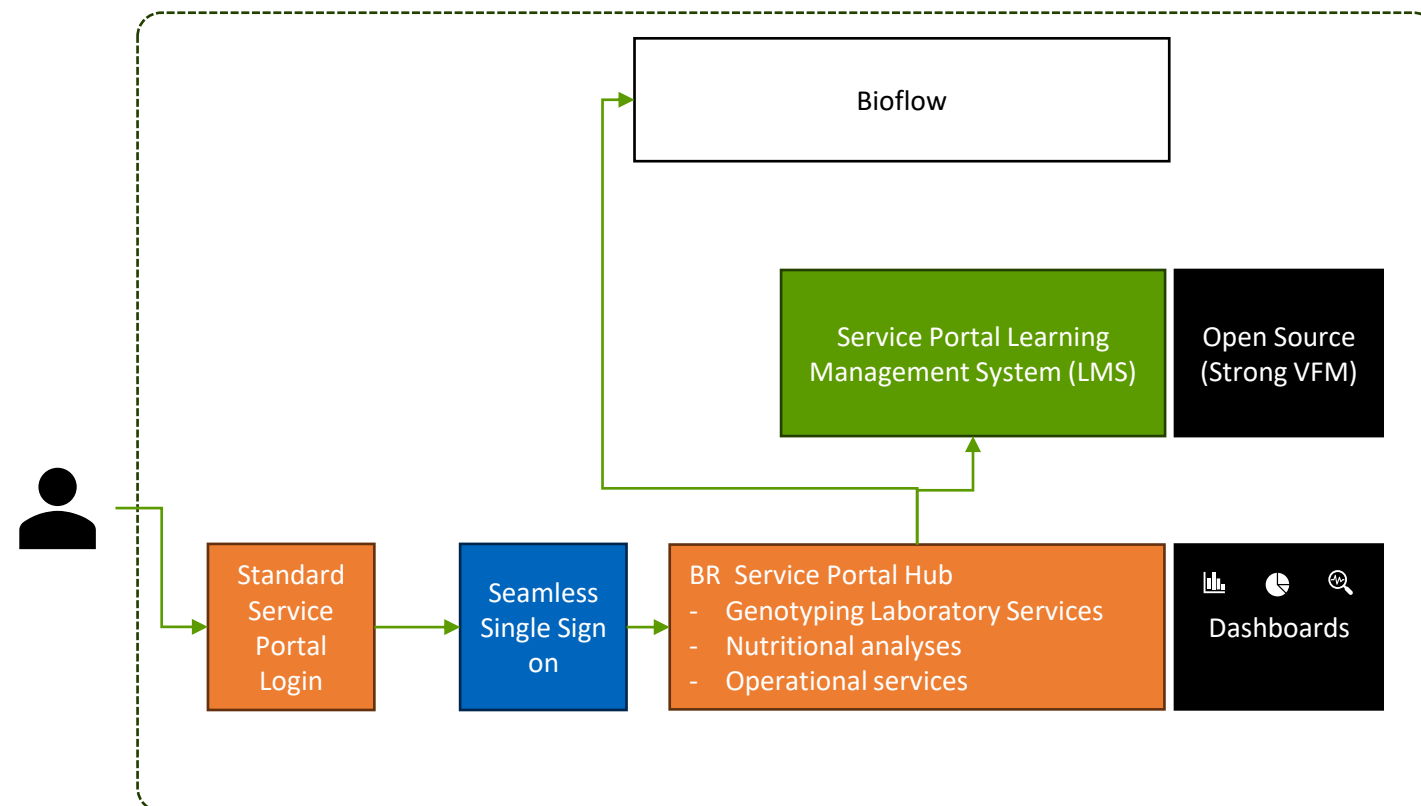 Bioflow
Service Portal Learning
Management System (LMS)
Open Source
(Strong VFM)
Standard
Service
Portal
Login
Seamless
Single Sign
on
BR  Service Portal Hub
- Genotyping Laboratory Services
- Nutritional analyses
- Operational services
Dashboards